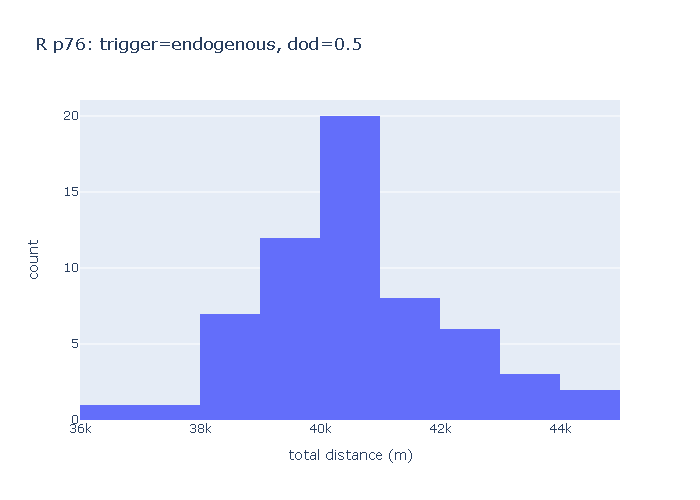 R p76: trigger=endogenous, dod=0.5
20
15
10
5
0
count
36k 38k 40k 42k 44k
total distance (m)